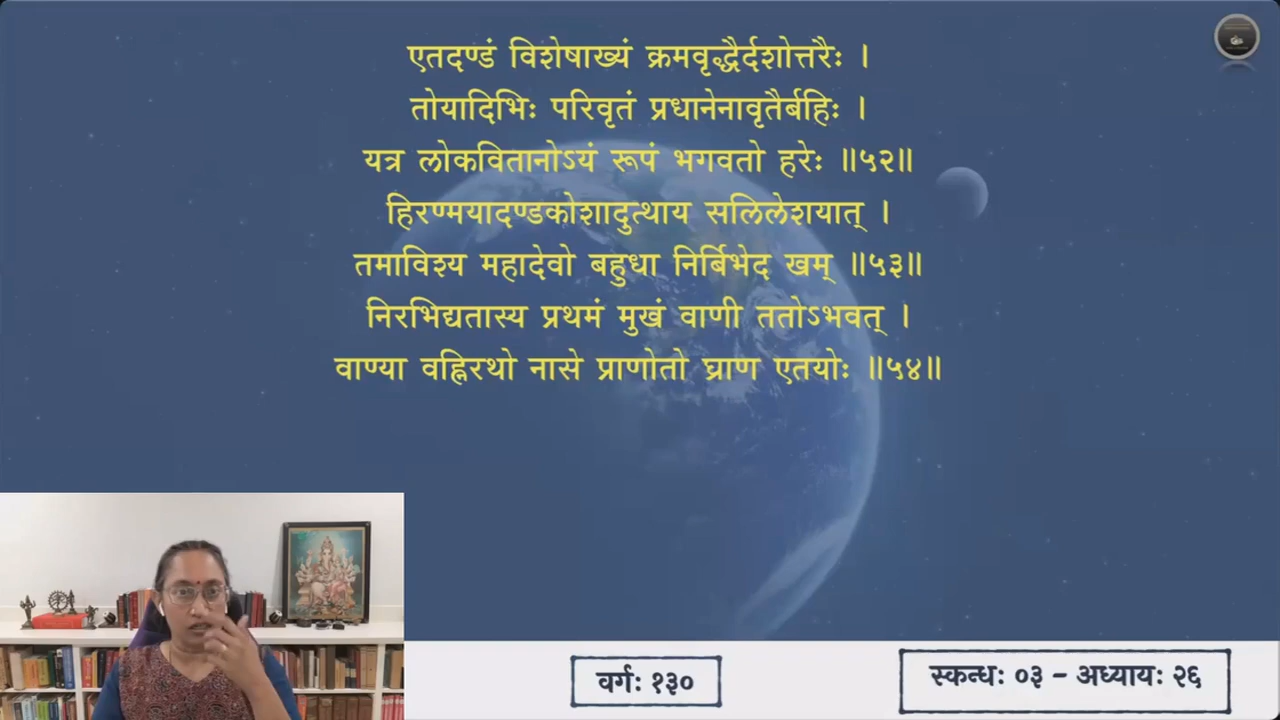 एतदण्डं विशेषाख्यं क्रमवृद्धैर्दशोत्तरैः ।
तोयादिभिः परिवृतं प्रधानेनावृतैर्बहिः ।
यत्र लोकवितानोऽयं रूपं भगवतो हरेः ॥५२॥
हिरण्मयादण्डकोशादुत्थाय सलिलेशयात् ।
तमाविश्य महादेवो बहुधा निर्बिभेद खम् ॥५३॥
निरभिद्यतास्य प्रथमं मुखं वाणी ततोऽभवत् ।
वाण्या वह्निरथो नासे प्राणोतो घ्राण एतयोः ॥५४॥
वर्गः १३०
स्कन्धः ०३ - अध्यायः २६